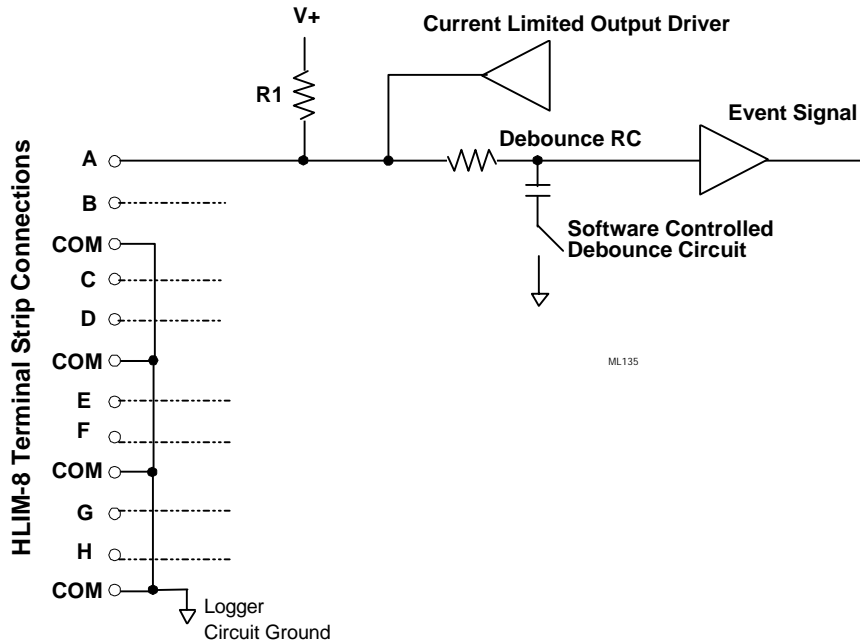 V+
Current Limited Output Driver
R1
Event Signal
Debounce RC
HLIM-8 Terminal Strip Connections
A
B
COM
C
D
COM
E
F
COM
G
H
COM
Software Controlled
Debounce Circuit
ML135
Logger
Circuit Ground